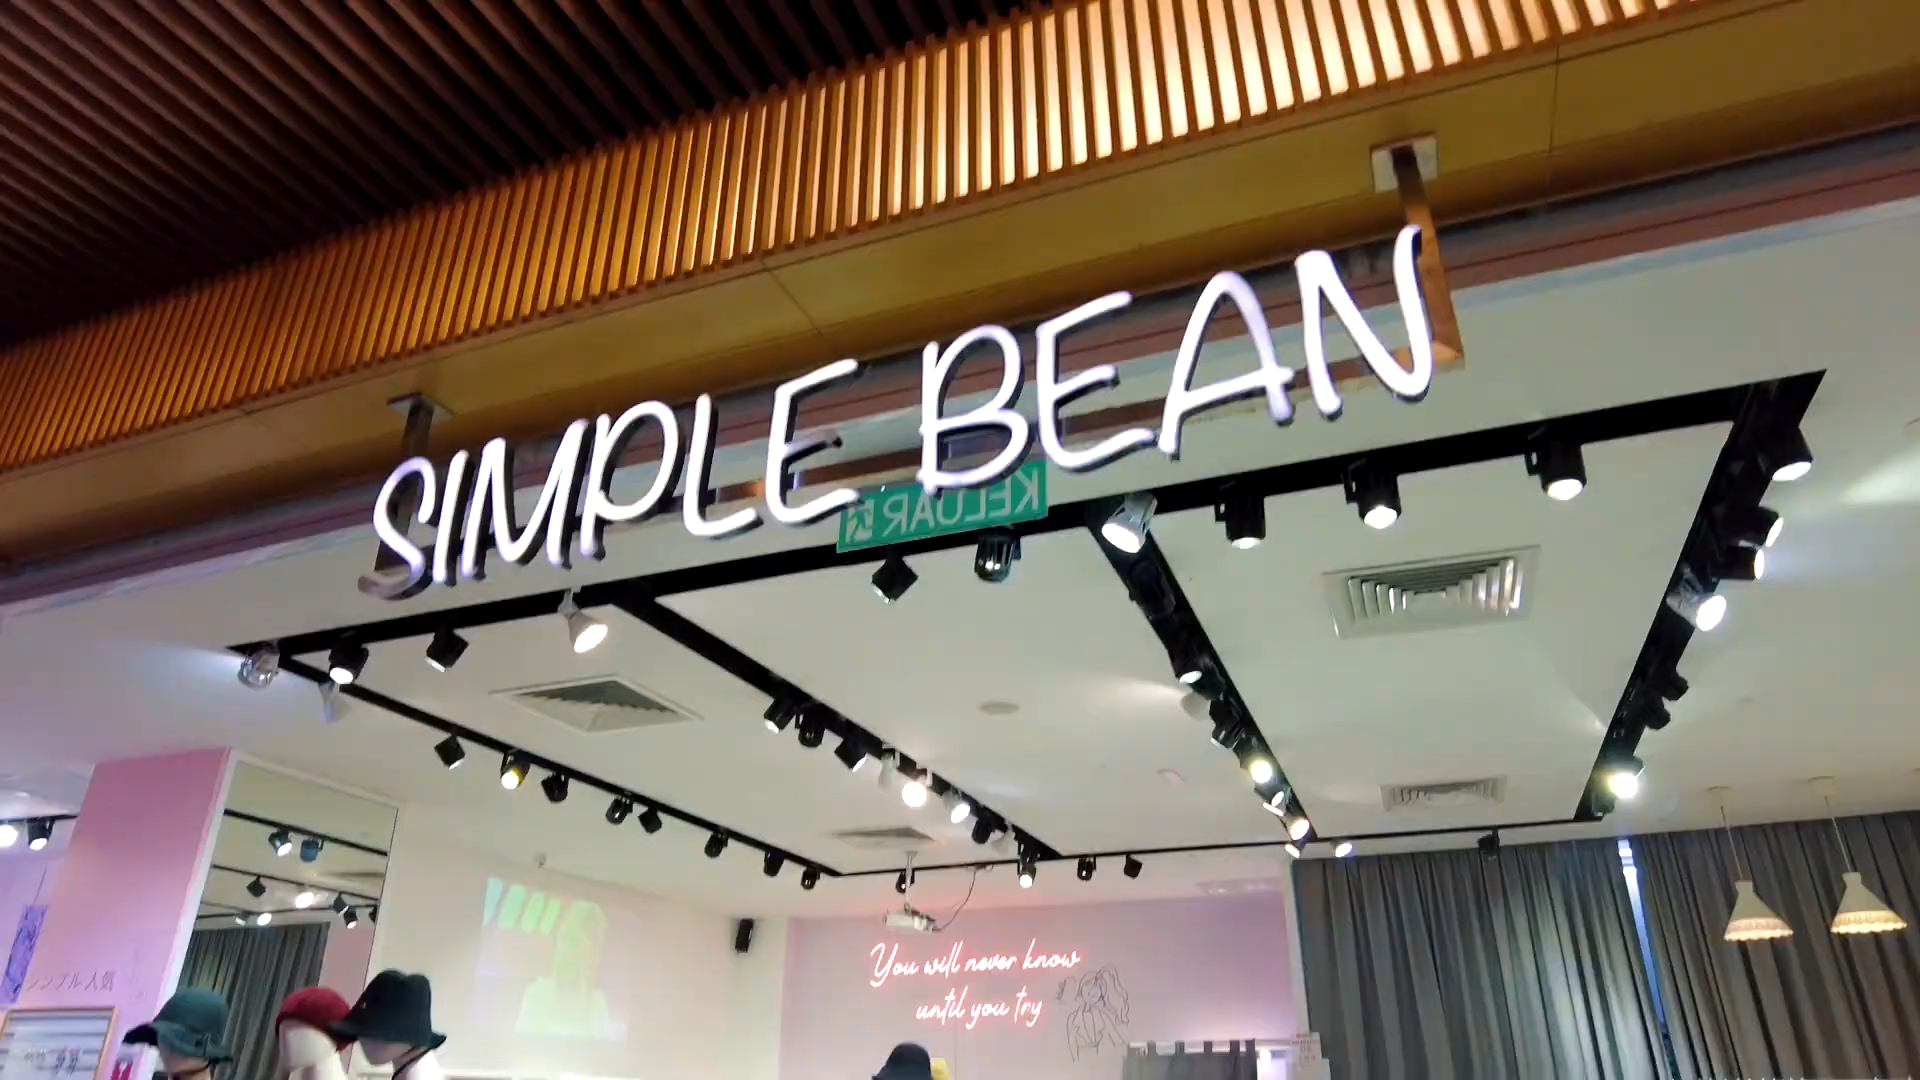 SIMPLE BEAN
KELUAR
You will never know
until you try
シンプル人気